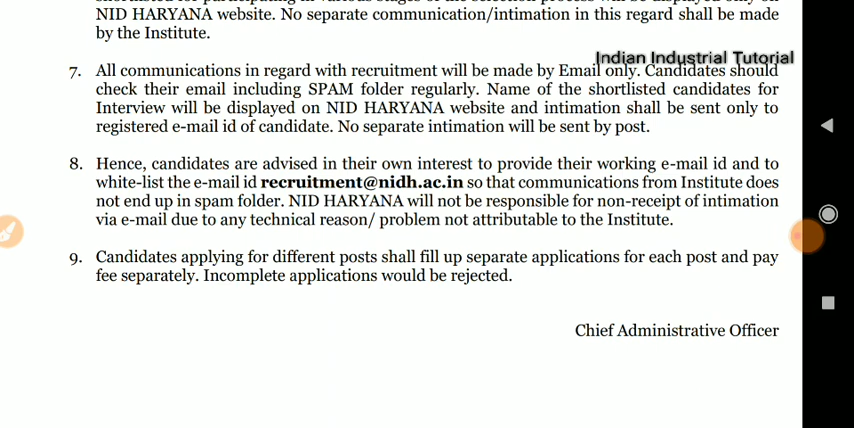 NID HARYANA website. No separate communication/intimation in this regard shall be made
by the Institute.
Indian Industrial Tutorial
7. All communications in regard with recruitment will be made by Email only. Candidates should
check their email including SPAM folder regularly. Name of the shortlisted candidates for
Interview will be displayed on NID HARYANA website and intimation shall be sent only to
registered e-mail id of candidate. No separate intimation will be sent by post.
8. Hence, candidates are advised in their own interest to provide their working e-mail id and to
white-list the e-mail id recruitment@nidh.ac.in so that communications from Institute does
not end up in spam folder. NID HARYANA will not be responsible for non-receipt of intimation
via e-mail due to any technical reason/ problem not attributable to the Institute.
9. Candidates applying for different posts shall fill up separate applications for each post and pay
fee separately. Incomplete applications would be rejected.
Chief Administrative Officer